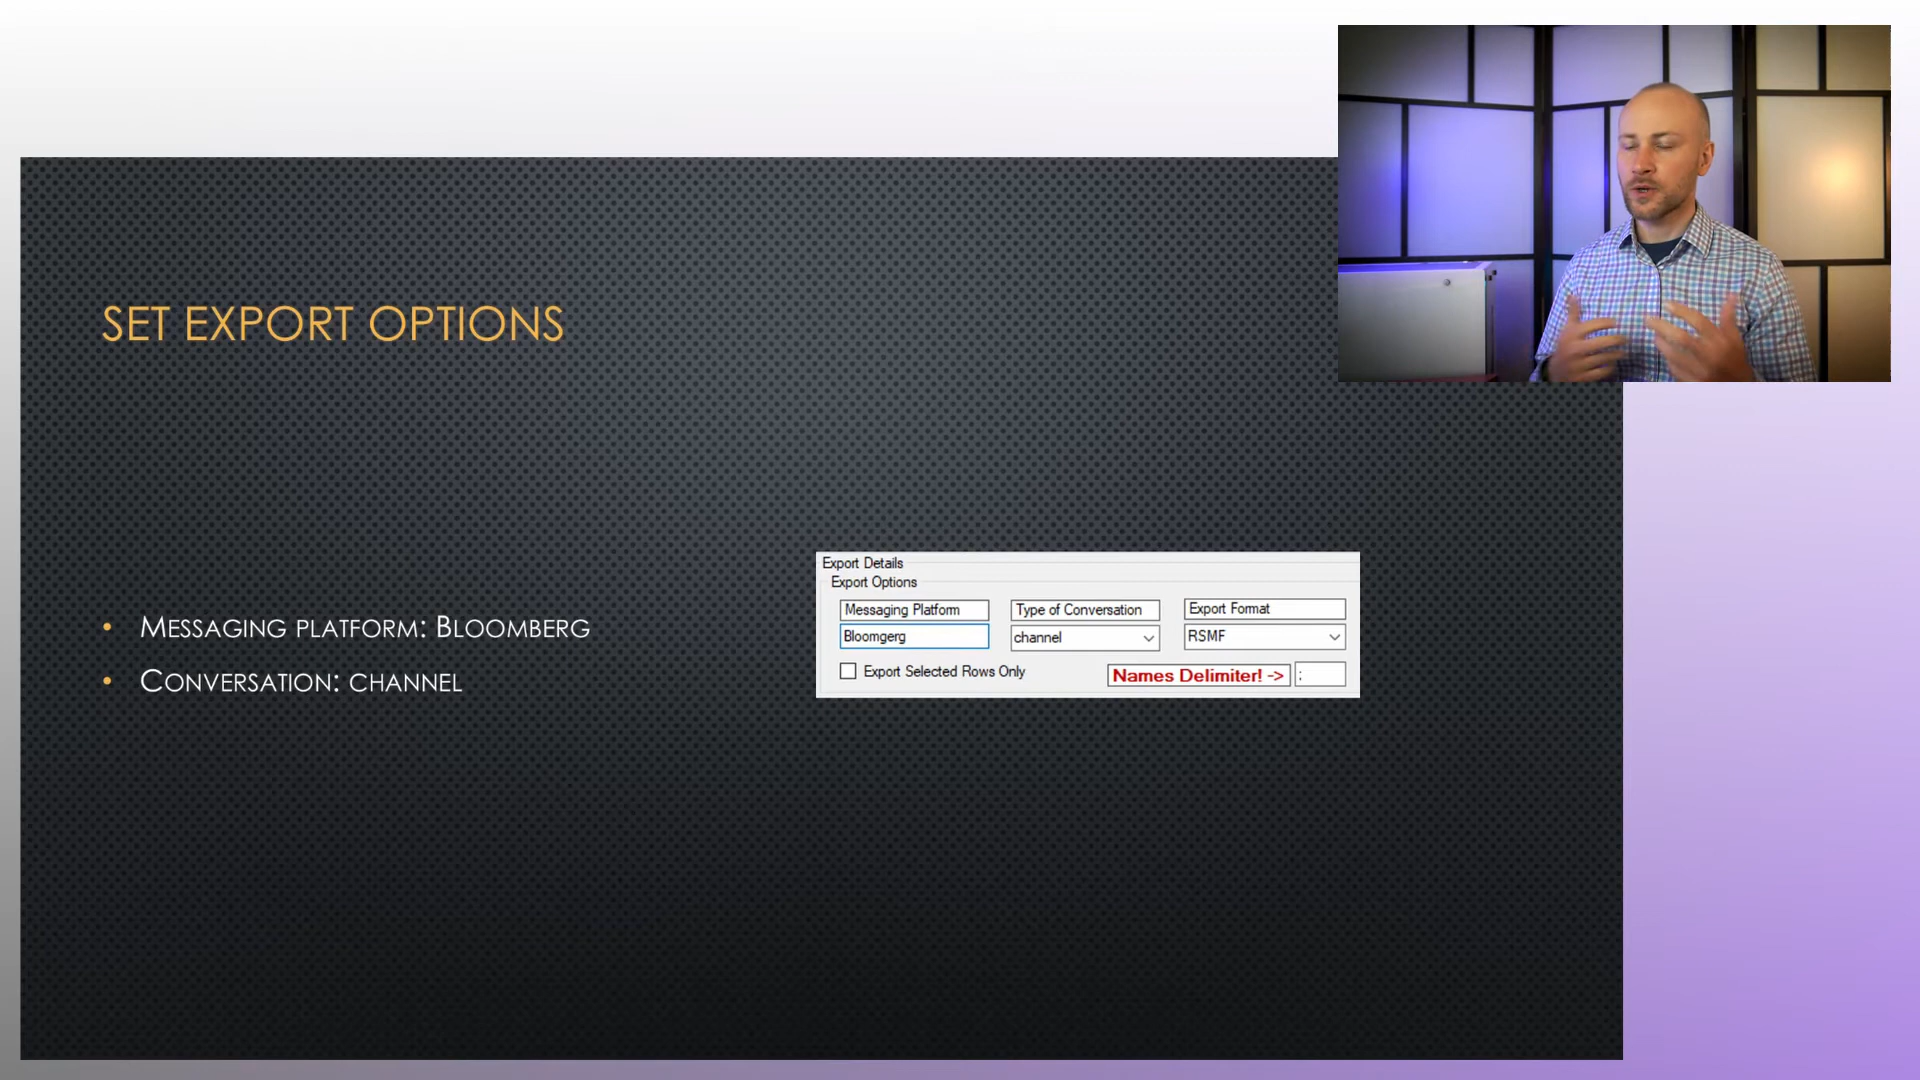 SET EXPORT OPTIONS
• MESSAGING PLATFORM: BLOOMBERG
• CONVERSATION: CHANNEL
Export Details
Export Options
Messaging Platform Type of Conversation Export Format
Bloomgerg channel RSMF
Export Selected Rows Only Names Delimiter! -> ;